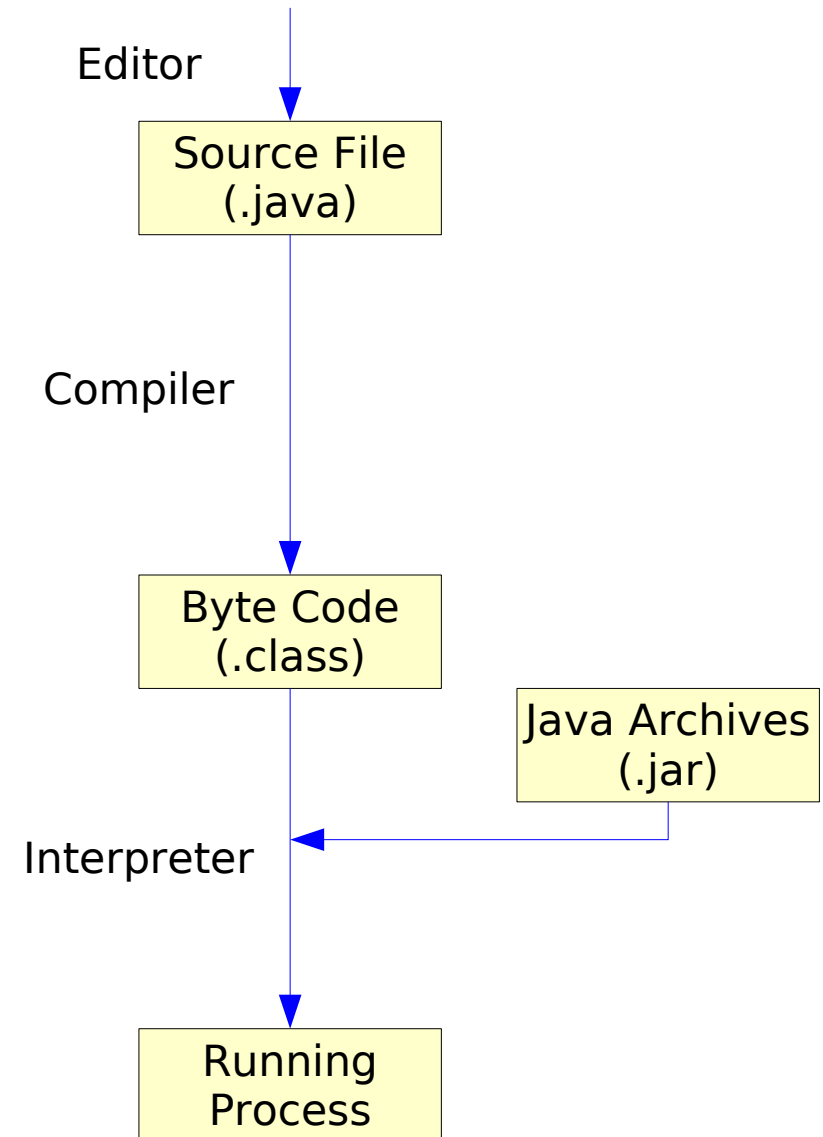 Editor
Source File
(.java)
Compiler
Byte Code
(.class)
Java Archives
(.jar)
Interpreter
Running
Process